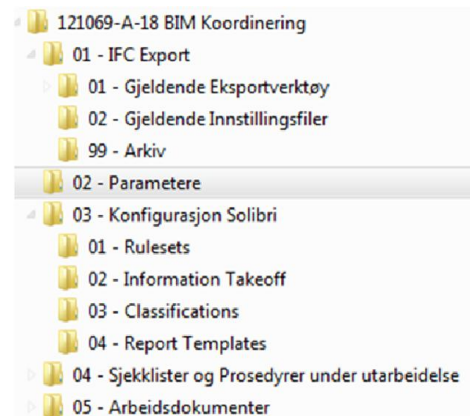 121069-A-18 BIM Koordinering
01 - IFC Export
01 - Gjeldende Eksportverktøy
02 - Gjeldende Innstillingsfiler
99 - Arkiv
02 - Parametere
03 - Konfigurasjon Solibri
01 - Rulesets
02 - Information Takeoff
03 - Classifications
04 - Report Templates
04 - Sjekklister og Prosedyrer under utarbeidelse
05 - Arbeidsdokumenter